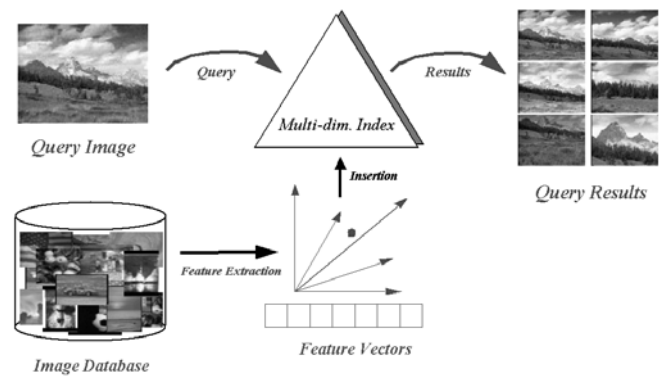 Query
Results
Multi-dim. Index
Query Image
Insertion
Query Results
Feature Extraction
Feature Vectors
Image Database